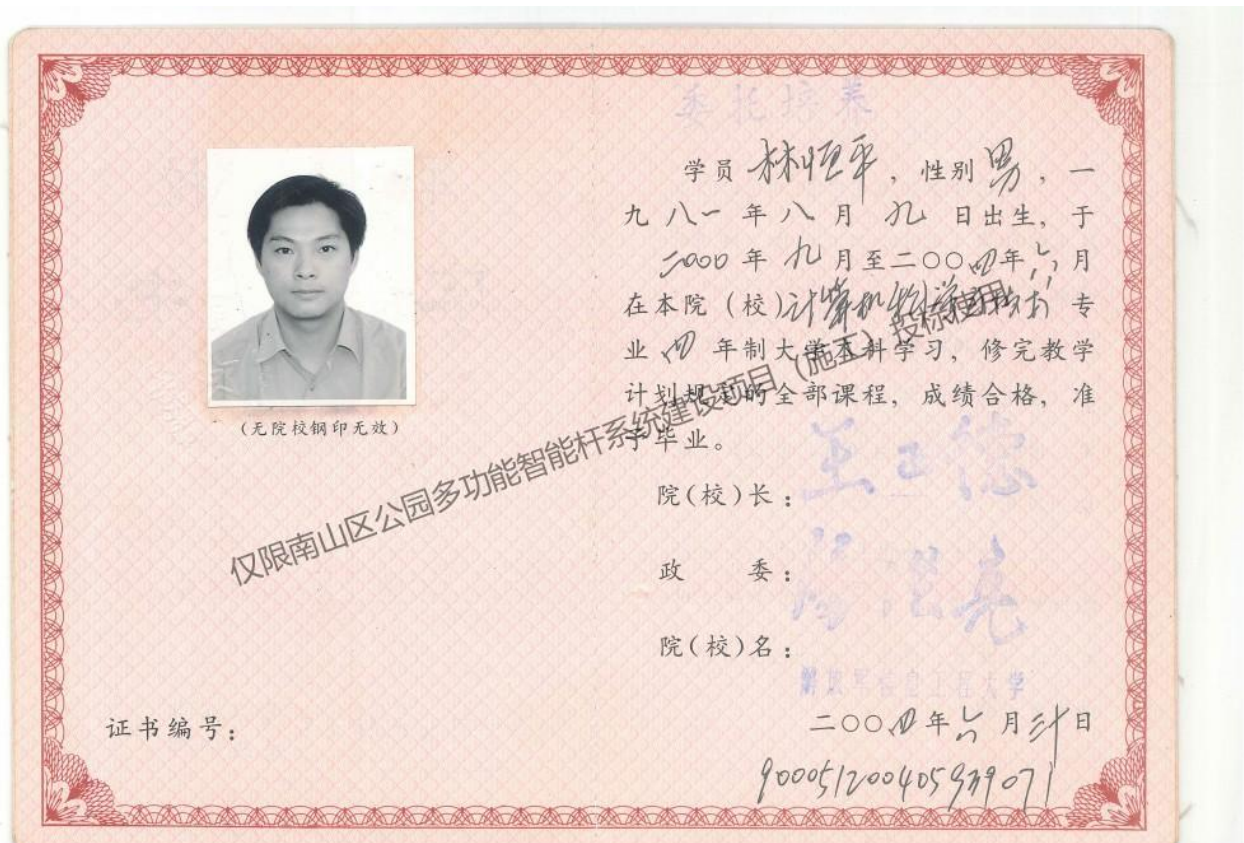 委托培养
学员 林恒平 ，性别 男 ，一
九 八一 年 八 月 九 日出生，于
二000 年 九 月至二〇〇四年 六 月
在本院（校）计算机科学与技术 专
业 四 年制大学本科学习，修完教学
计划规定的全部课程，成绩合格，准
予毕业。
院(校)长：
王正德
政 委：
院(校)名：
解放军信息工程大学
二〇〇四年 六 月 三十 日
900051200405939071
(无院校钢印无效)
证书编号：
仅限南山区公园多功能智能杆系统建设项目（施工）投标使用